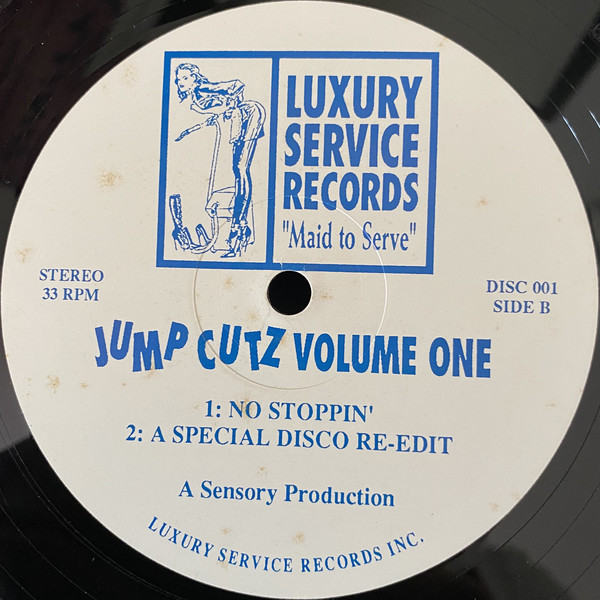 LUXURY
SERVICE
RECORDS
"Maid to Serve"
STEREO
33 RPM
DISC 001
SIDE B
JUMP CUTZ VOLUME ONE
1: NO STOPPIN'
2: A SPECIAL DISCO RE-EDIT
A Sensory Production
LUXURY SERVICE RECORDS INC.